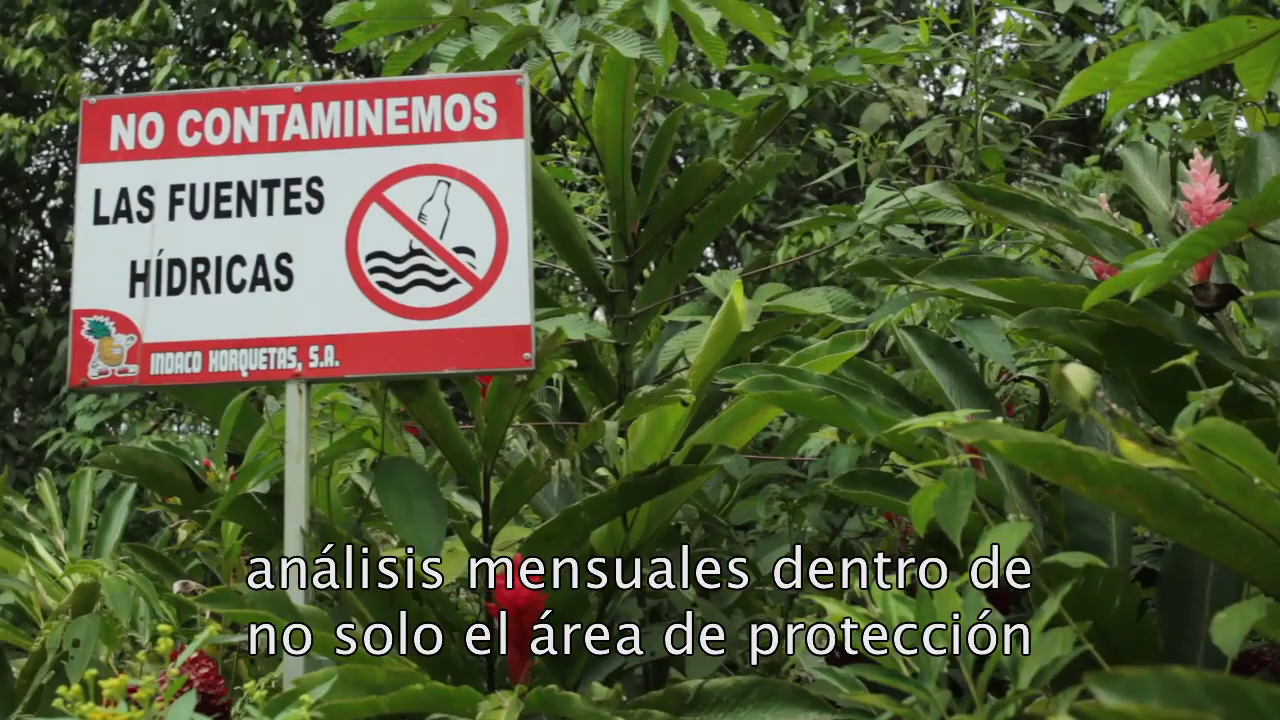 NO CONTAMINEMOS
LAS FUENTES
HÍDRICAS
INDACO HORQUETAS, S.A.
análisis mensuales dentro de
no solo el área de protección